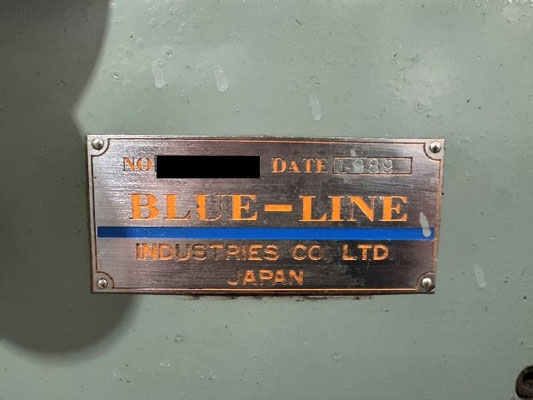 NO DATE 1989
BLUE-LINE
INDUSTRIES CO. LTD
JAPAN